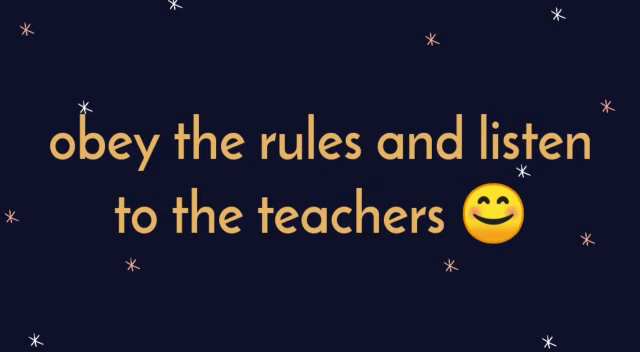 obey the rules and listen
to the teachers 😊